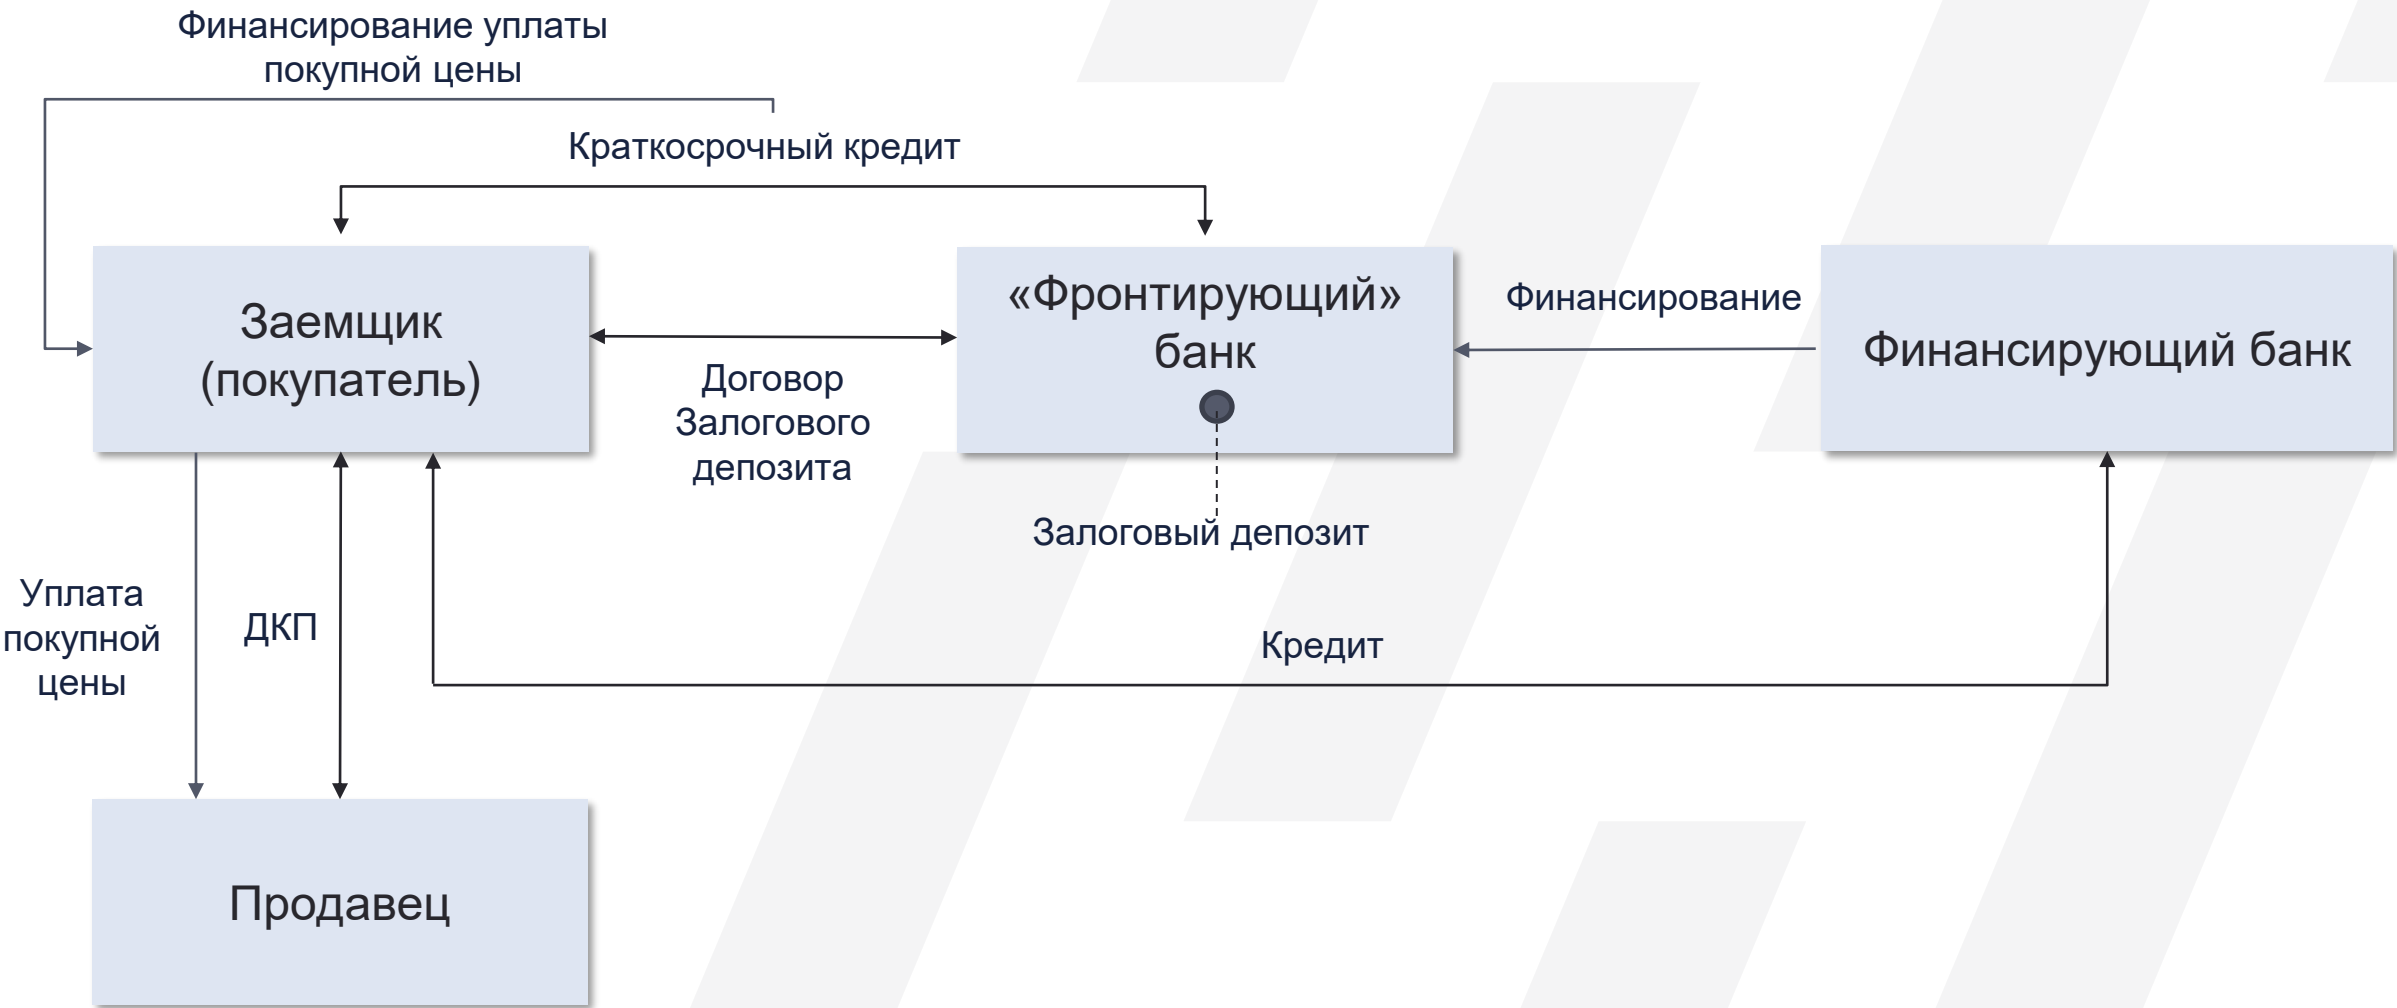 Финансирование уплаты
покупной цены
Краткосрочный кредит
Заемщик
(покупатель)
Договор
Залогового
депозита
«Фронтирующий»
банк
Залоговый депозит
Финансирование
Финансирующий банк
Уплата
покупной
цены
ДКП
Кредит
Продавец